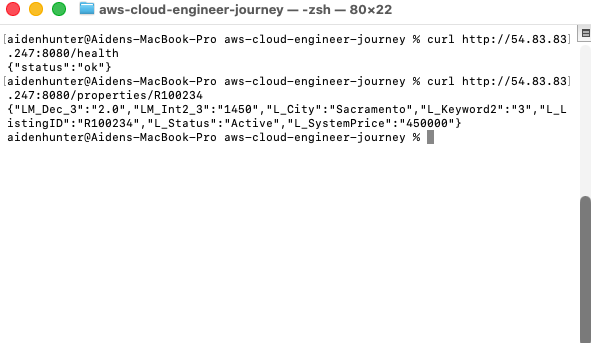 aws-cloud-engineer-journey — -zsh — 80×22
[aidenhunter@Aidens-MacBook-Pro aws-cloud-engineer-journey % curl http://54.83.83]
.247:8080/health
{"status":"ok"}
[aidenhunter@Aidens-MacBook-Pro aws-cloud-engineer-journey % curl http://54.83.83]
.247:8080/properties/R100234
{"LM_Dec_3":"2.0","LM_Int2_3":"1450","L_City":"Sacramento","L_Keyword2":"3","L_L
istingID":"R100234","L_Status":"Active","L_SystemPrice":"450000"}
aidenhunter@Aidens-MacBook-Pro aws-cloud-engineer-journey %